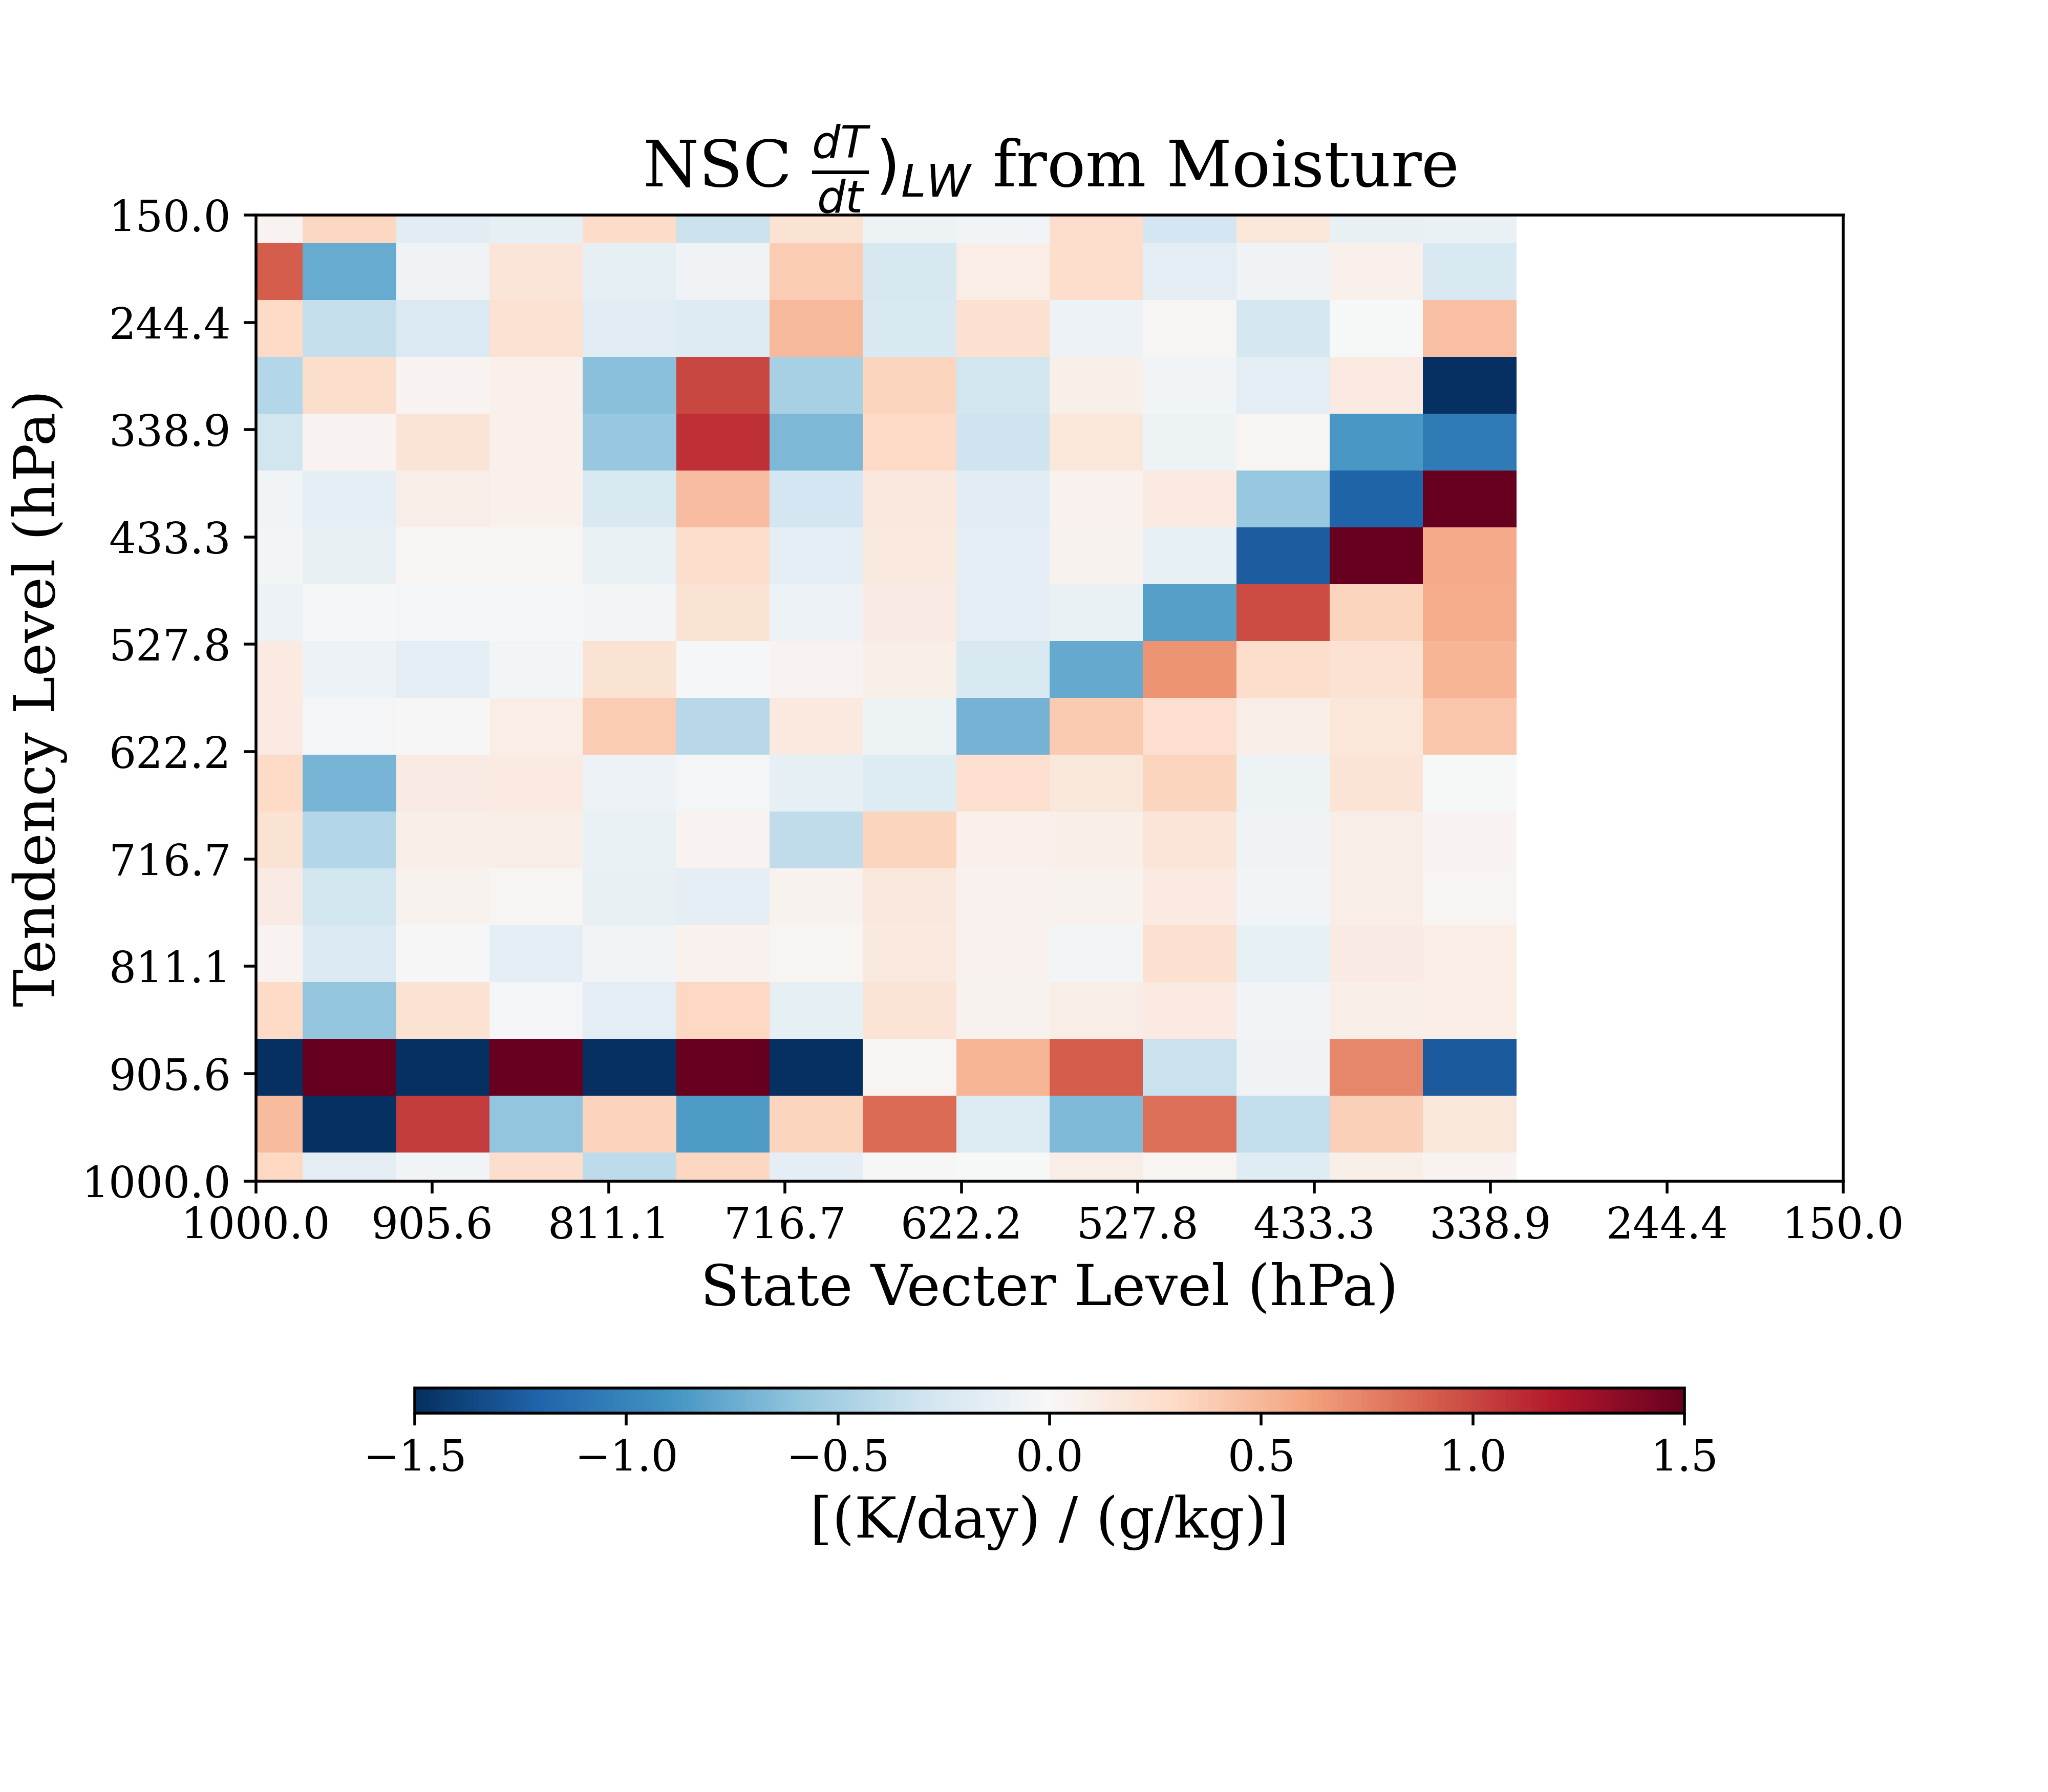 NSC dT/dt)LW from Moisture
Tendency Level (hPa)
150.0
244.4
338.9
433.3
527.8
622.2
716.7
811.1
905.6
1000.0
1000.0 905.6 811.1 716.7 622.2 527.8 433.3 338.9 244.4 150.0
State Vecter Level (hPa)
−1.5 −1.0 −0.5 0.0 0.5 1.0 1.5
[(K/day) / (g/kg)]